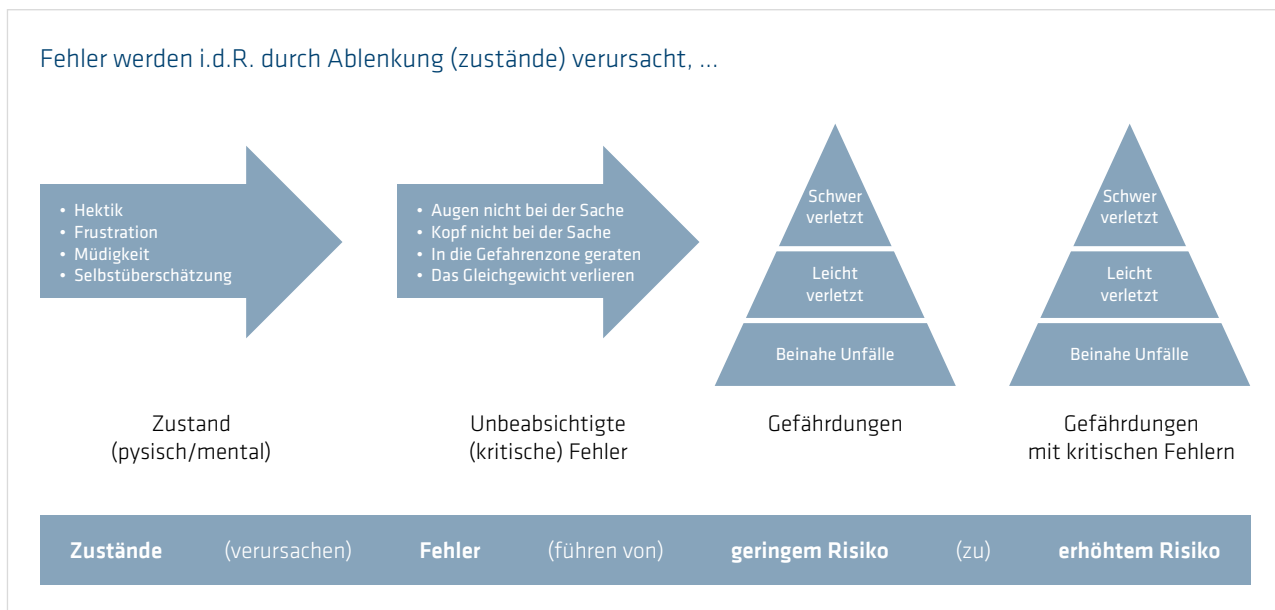 Fehler werden i.d.R. durch Ablenkung (zustände) verursacht, ...
• Hektik
• Frustration
• Müdigkeit
• Selbstüberschätzung
• Augen nicht bei der Sache
• Kopf nicht bei der Sache
• In die Gefahrenzone geraten
• Das Gleichgewicht verlieren
Schwer
verletzt
Leicht
verletzt
Beinahe Unfälle
Schwer
verletzt
Leicht
verletzt
Beinahe Unfälle
Zustand
(pysisch/mental)
Unbeabsichtigte
(kritische) Fehler
Gefährdungen
Gefährdungen
mit kritischen Fehlern
Zustände (verursachen) Fehler (führen von) geringem Risiko (zu) erhöhtem Risiko